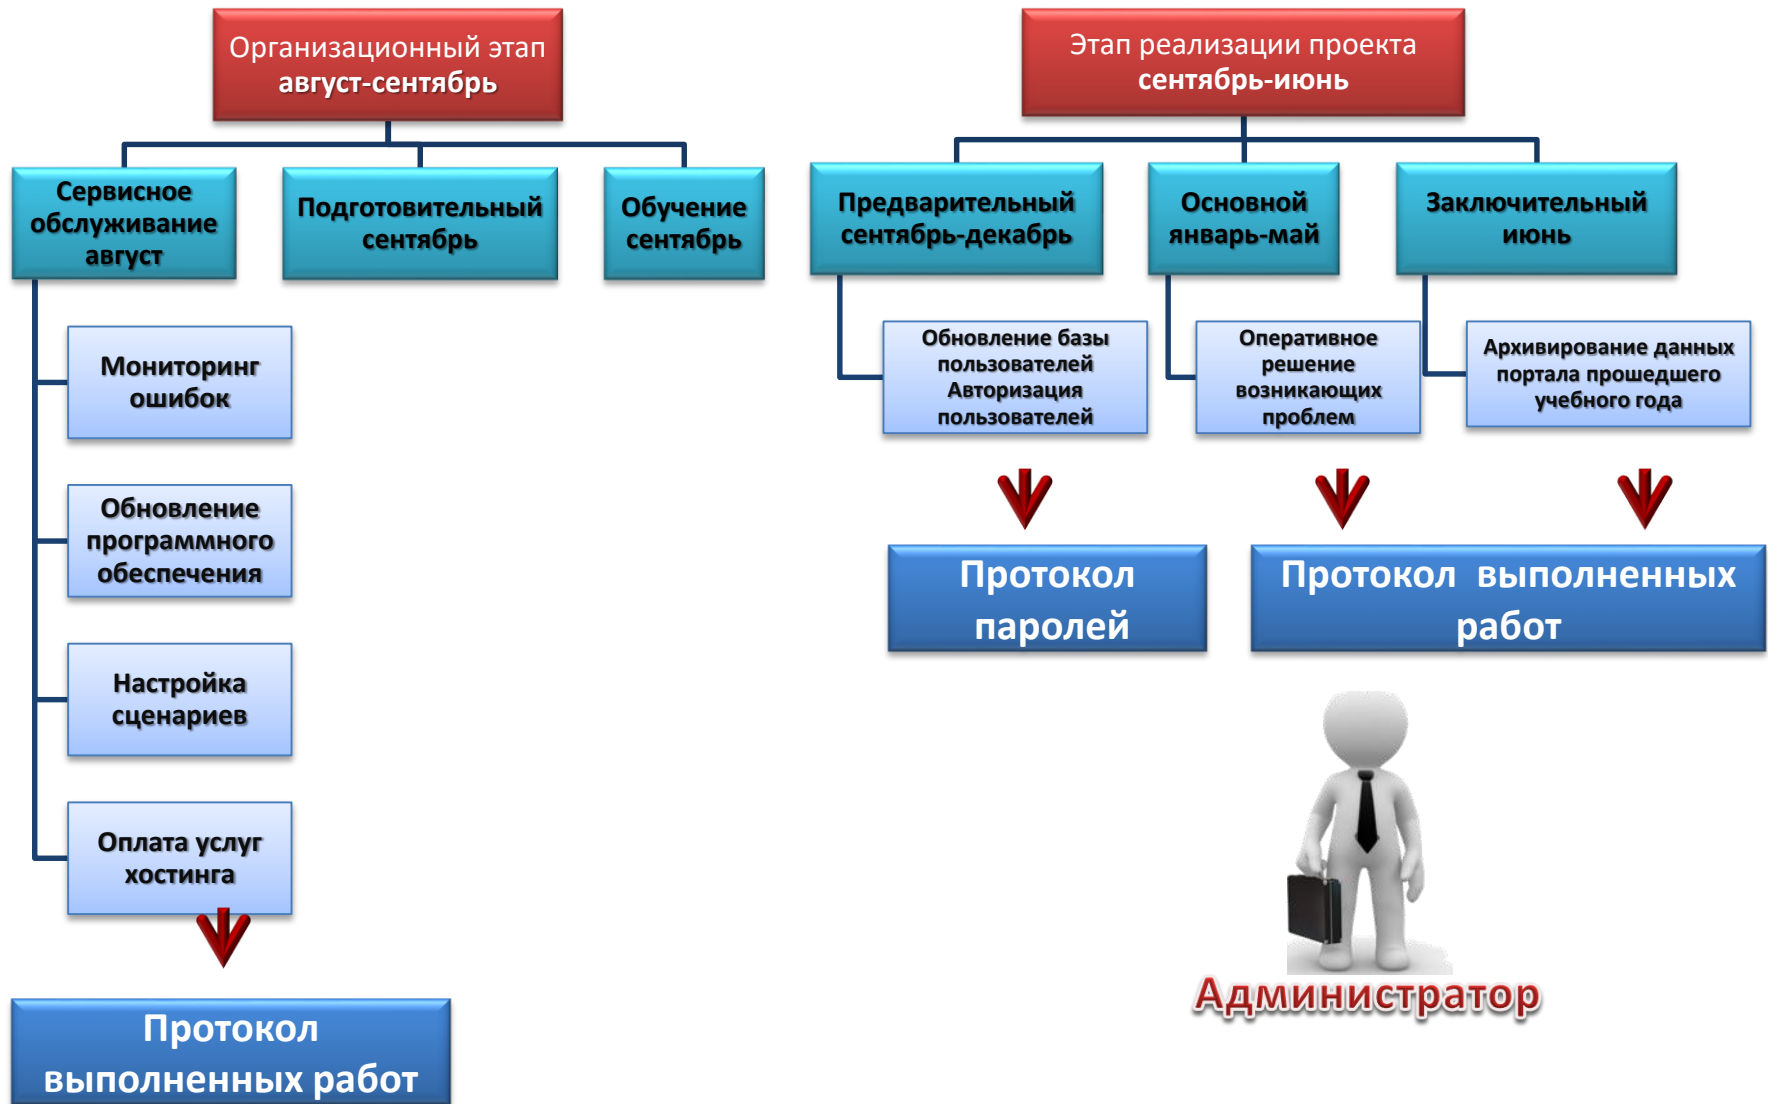 Организационный этап
август-сентябрь
Сервисное
обслуживание
август
Подготовительный
сентябрь
Обучение
сентябрь
Мониторинг
ошибок
Обновление
программного
обеспечения
Настройка
сценариев
Оплата услуг
хостинга
Протокол
выполненных работ
Этап реализации проекта
сентябрь-июнь
Предварительный
сентябрь-декабрь
Основной
январь-май
Заключительный
июнь
Обновление базы
пользователей
Авторизация
пользователей
Оперативное
решение
возникающих
проблем
Архивирование данных
портала прошедшего
учебного года
Протокол
паролей
Протокол выполненных
работ
Администратор